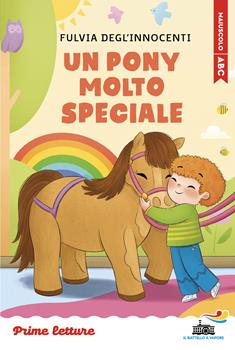 FULVIA DEGL'INNOCENTI
UN PONY
MOLTO
SPECIALE
MAIUSCOLO
ABC
Prime letture
IL BATTELLO A VAPORE